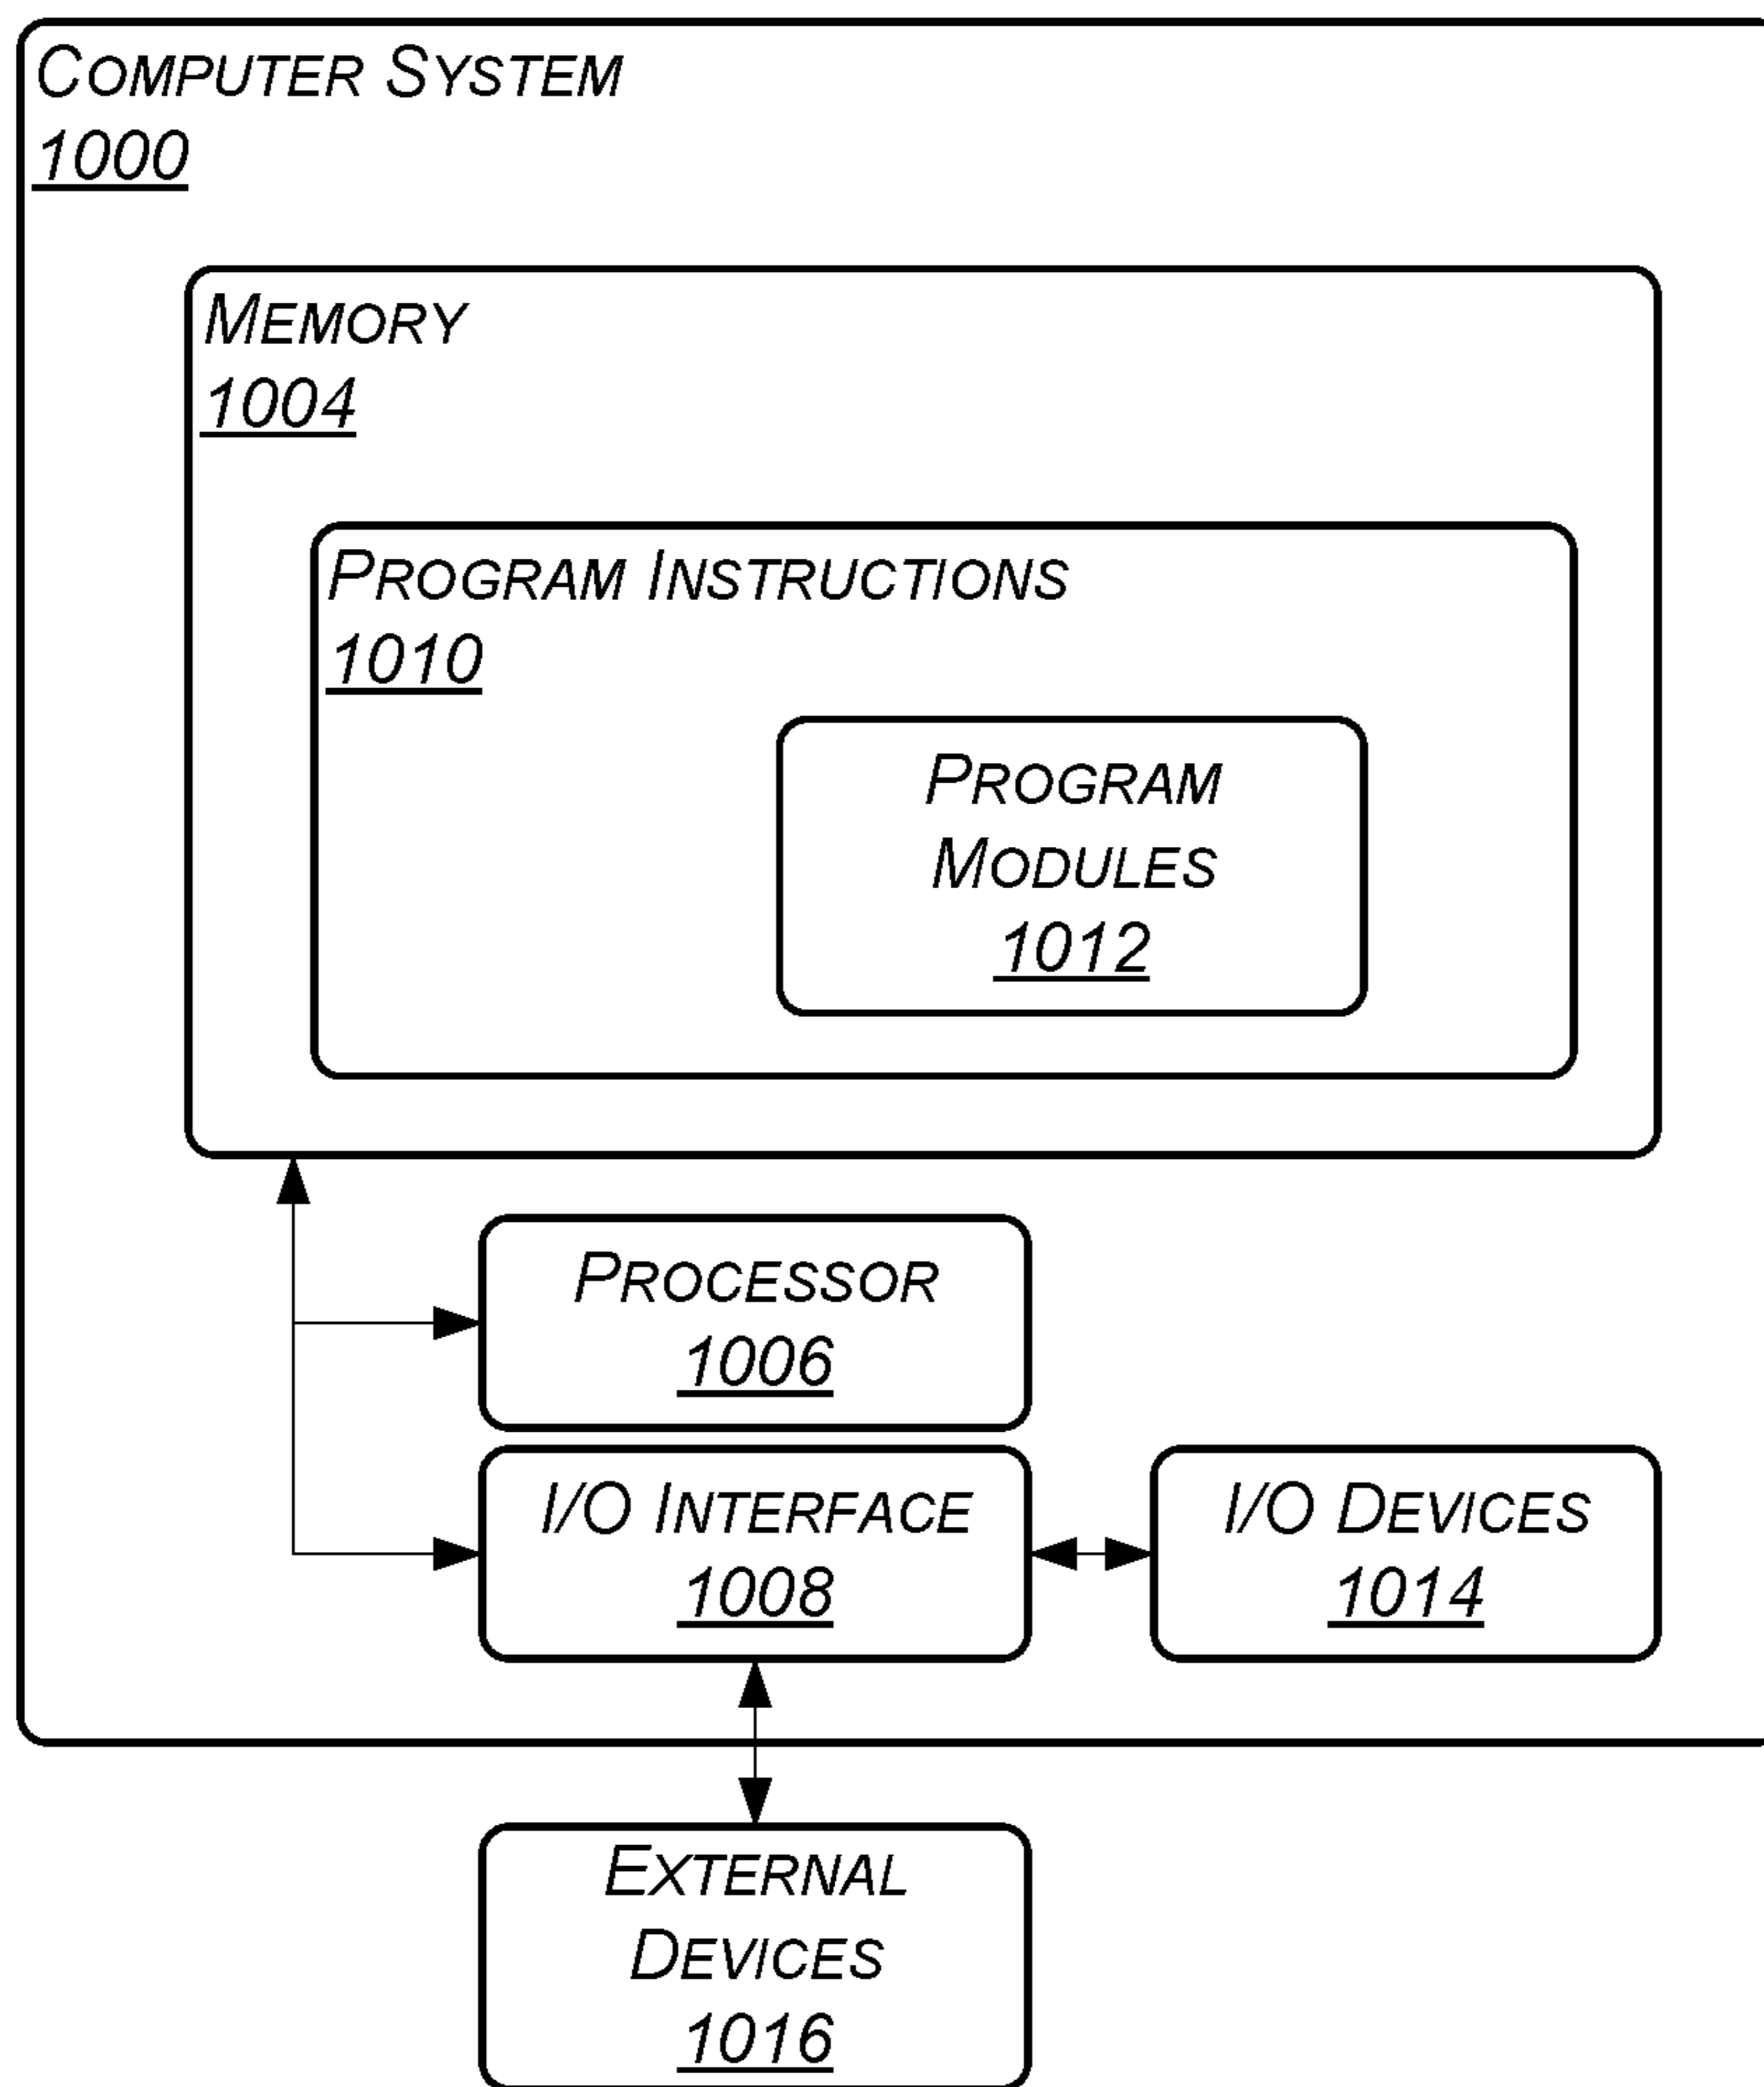 COMPUTER SYSTEM
1000
MEMORY
1004
PROGRAM INSTRUCTIONS
1010
PROGRAM
MODULES
1012
PROCESSOR
1006
I/O INTERFACE
1008
I/O DEVICES
1014
EXTERNAL
DEVICES
1016